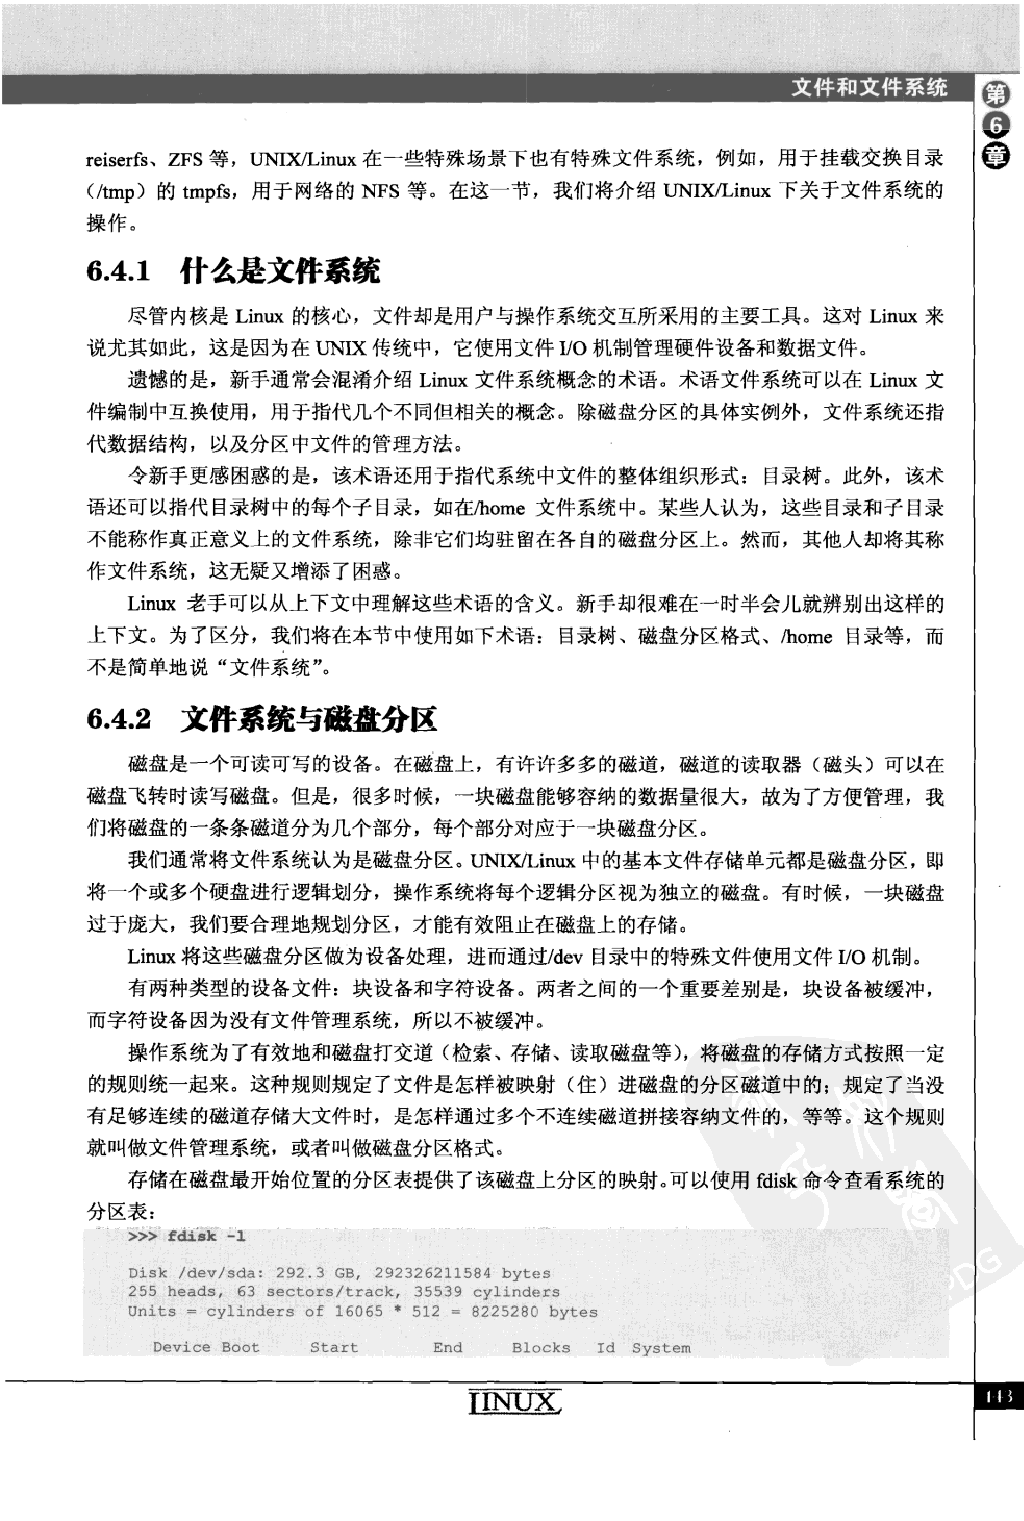 文件和文件系统
第
6
章
reiserfs、ZFS 等，UNIX/Linux 在一些特殊场景下也有特殊文件系统，例如，用于挂载交换目录
（/tmp）的 tmpfs，用于网络的 NFS 等。在这一节，我们将介绍 UNIX/Linux 下关于文件系统的
操作。
6.4.1 什么是文件系统
尽管内核是 Linux 的核心，文件却是用户与操作系统交互所采用的主要工具。这对 Linux 来
说尤其如此，这是因为在 UNIX 传统中，它使用文件 I/O 机制管理硬件设备和数据文件。
遗憾的是，新手通常会混淆介绍 Linux 文件系统概念的术语。术语文件系统可以在 Linux 文
件编制中互换使用，用于指代几个不同但相关的概念。除磁盘分区的具体实例外，文件系统还指
代数据结构，以及分区中文件的管理方法。
令新手更感困惑的是，该术语还用于指代系统中文件的整体组织形式：目录树。此外，该术
语还可以指代目录树中的每个子目录，如在/home 文件系统中。某些人认为，这些目录和子目录
不能称作真正意义上的文件系统，除非它们均驻留在各自的磁盘分区上。然而，其他人却将其称
作文件系统，这无疑又增添了困惑。
Linux 老手可以从上下文中理解这些术语的含义。新手却很难在一时半会儿就辨别出这样的
上下文。为了区分，我们将在本节中使用如下术语：目录树、磁盘分区格式、/home 目录等，而
不是简单地说“文件系统”。
6.4.2 文件系统与磁盘分区
磁盘是一个可读可写的设备。在磁盘上，有许许多多的磁道，磁道的读取器（磁头）可以在
磁盘飞转时读写磁盘。但是，很多时候，一块磁盘能够容纳的数据量很大，故为了方便管理，我
们将磁盘的一条条磁道分为几个部分，每个部分对应于一块磁盘分区。
我们通常将文件系统认为是磁盘分区。UNIX/Linux 中的基本文件存储单元都是磁盘分区，即
将一个或多个硬盘进行逻辑划分，操作系统将每个逻辑分区视为独立的磁盘。有时候，一块磁盘
过于庞大，我们要合理地规划分区，才能有效阻止在磁盘上的存储。
Linux 将这些磁盘分区做为设备处理，进而通过/dev 目录中的特殊文件使用文件 I/O 机制。
有两种类型的设备文件：块设备和字符设备。两者之间的一个重要差别是，块设备被缓冲，
而字符设备因为没有文件管理系统，所以不被缓冲。
操作系统为了有效地和磁盘打交道（检索、存储、读取磁盘等），将磁盘的存储方式按照一定
的规则统一起来。这种规则规定了文件是怎样被映射（住）进磁盘的分区磁道中的；规定了当没
有足够连续的磁道存储大文件时，是怎样通过多个不连续磁道拼接容纳文件的，等等。这个规则
就叫做文件管理系统，或者叫做磁盘分区格式。
存储在磁盘最开始位置的分区表提供了该磁盘上分区的映射。可以使用 fdisk 命令查看系统的
分区表：
>>> fdisk -l
Disk /dev/sda: 292.3 GB, 292326211584 bytes
255 heads, 63 sectors/track, 35539 cylinders
Units = cylinders of 16065 * 512 = 8225280 bytes
Device Boot Start End Blocks Id System
LINUX
143